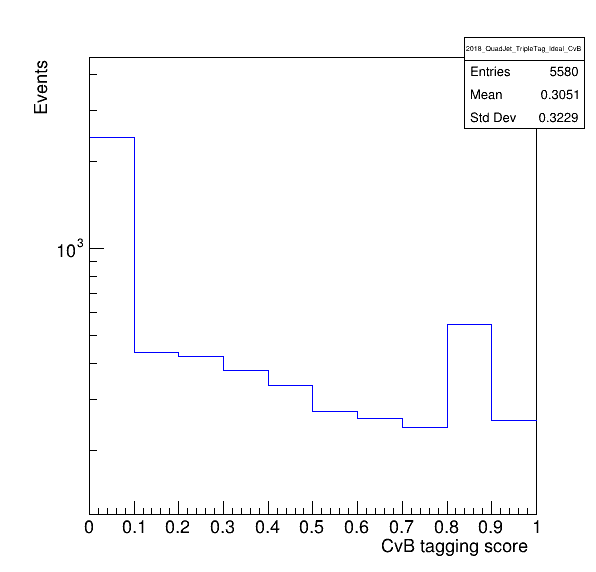 2018_QuadJet_TripleTag_Ideal_CvB
Entries 5580
Mean 0.3051
Std Dev 0.3229
Events
10^3
0 0.1 0.2 0.3 0.4 0.5 0.6 0.7 0.8 0.9 1
CvB tagging score